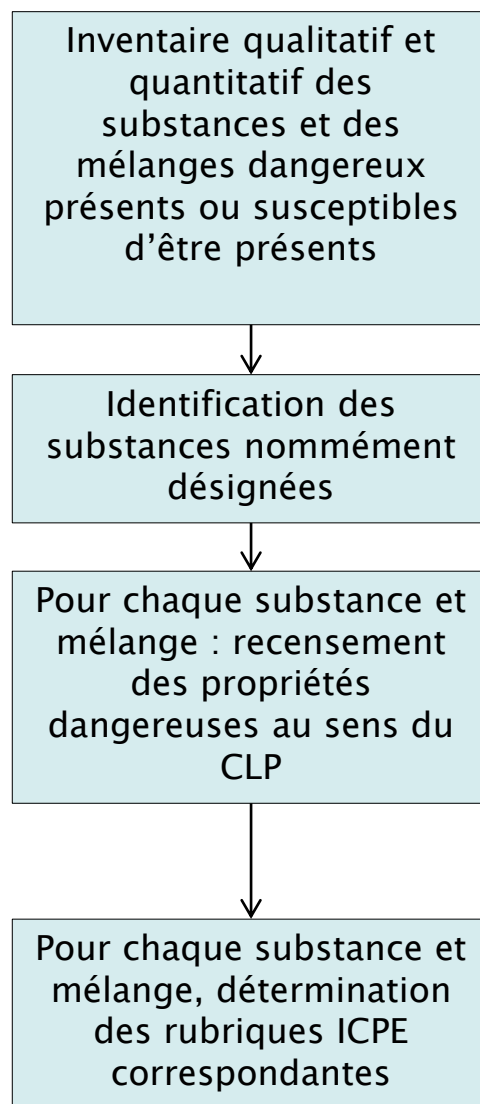 Inventaire qualitatif et
quantitatif des
substances et des
mélanges dangereux
présents ou susceptibles
d’être présents
Identification des
substances nommément
désignées
Pour chaque substance et
mélange : recensement
des propriétés
dangereuses au sens du
CLP
Pour chaque substance et
mélange, détermination
des rubriques ICPE
correspondantes